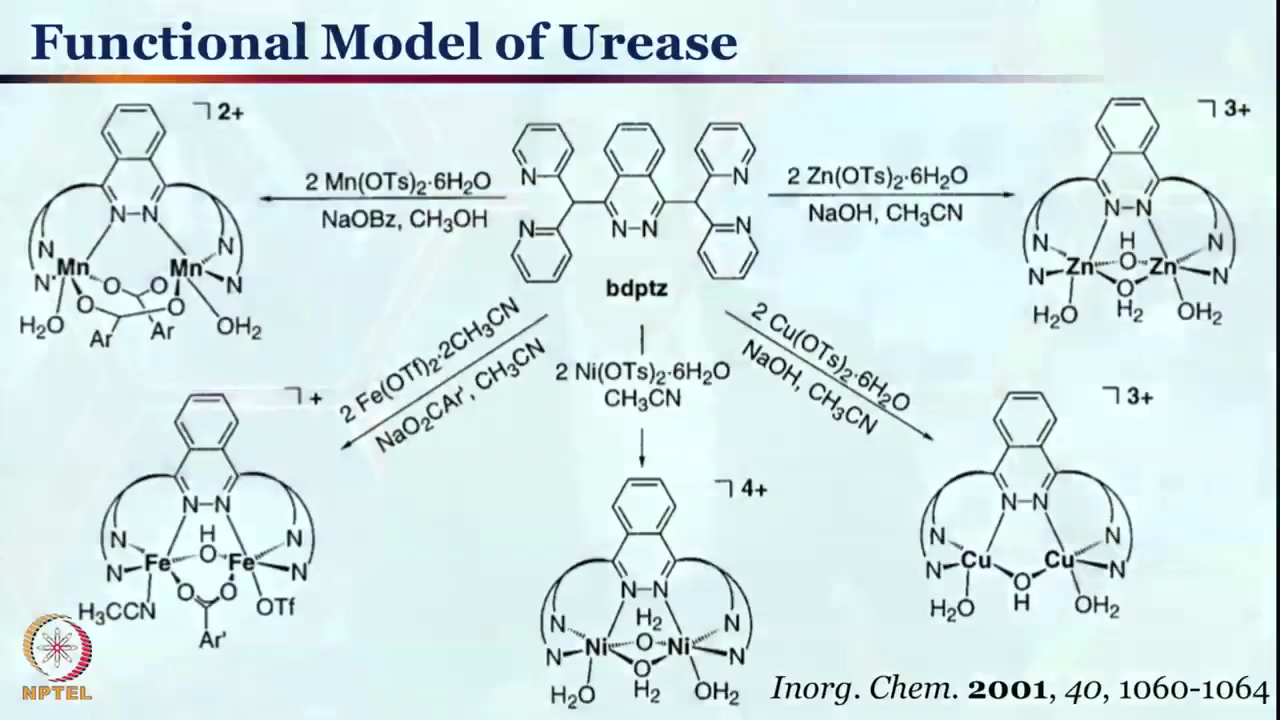 Functional Model of Urease
2+
2 Mn(OTs)₂·6H₂O
NaOBz, CH₃OH
N
N
N–N
N
N
Mn
Mn
O
O
O
O
H₂O
Ar
Ar
OH₂
N
N
N
N
N–N
bdptz
2 Zn(OTs)₂·6H₂O
NaOH, CH₃CN
3+
N–N
N
N
N
N
H
O
Zn
Zn
O
H₂
H₂O
OH₂
2 Fe(OTf)₂·2CH₃CN
NaO₂CAr', CH₃CN
+
N–N
N
N
N
N
H
O
Fe
Fe
O
O
H₃CCN
OTf
Ar'
2 Ni(OTs)₂·6H₂O
CH₃CN
4+
N–N
N
N
N
N
H₂
O
Ni
Ni
O
H₂
H₂O
OH₂
2 Cu(OTs)₂·6H₂O
NaOH, CH₃CN
3+
N–N
N
N
N
N
Cu
Cu
O
H
H₂O
OH₂
NPTEL
Inorg. Chem. 2001, 40, 1060-1064